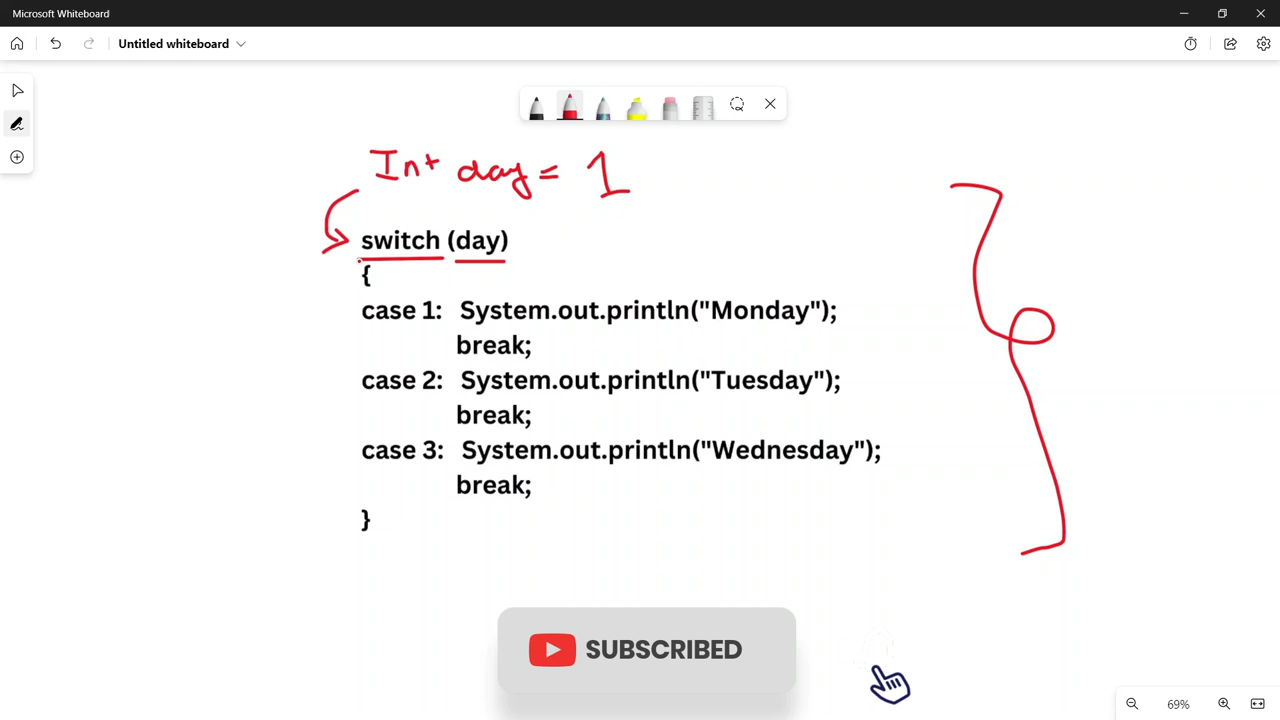 Microsoft Whiteboard
Untitled whiteboard
Int day = 1
switch (day)
{
case 1: System.out.println("Monday");
break;
case 2: System.out.println("Tuesday");
break;
case 3: System.out.println("Wednesday");
break;
}
SUBSCRIBED
69%